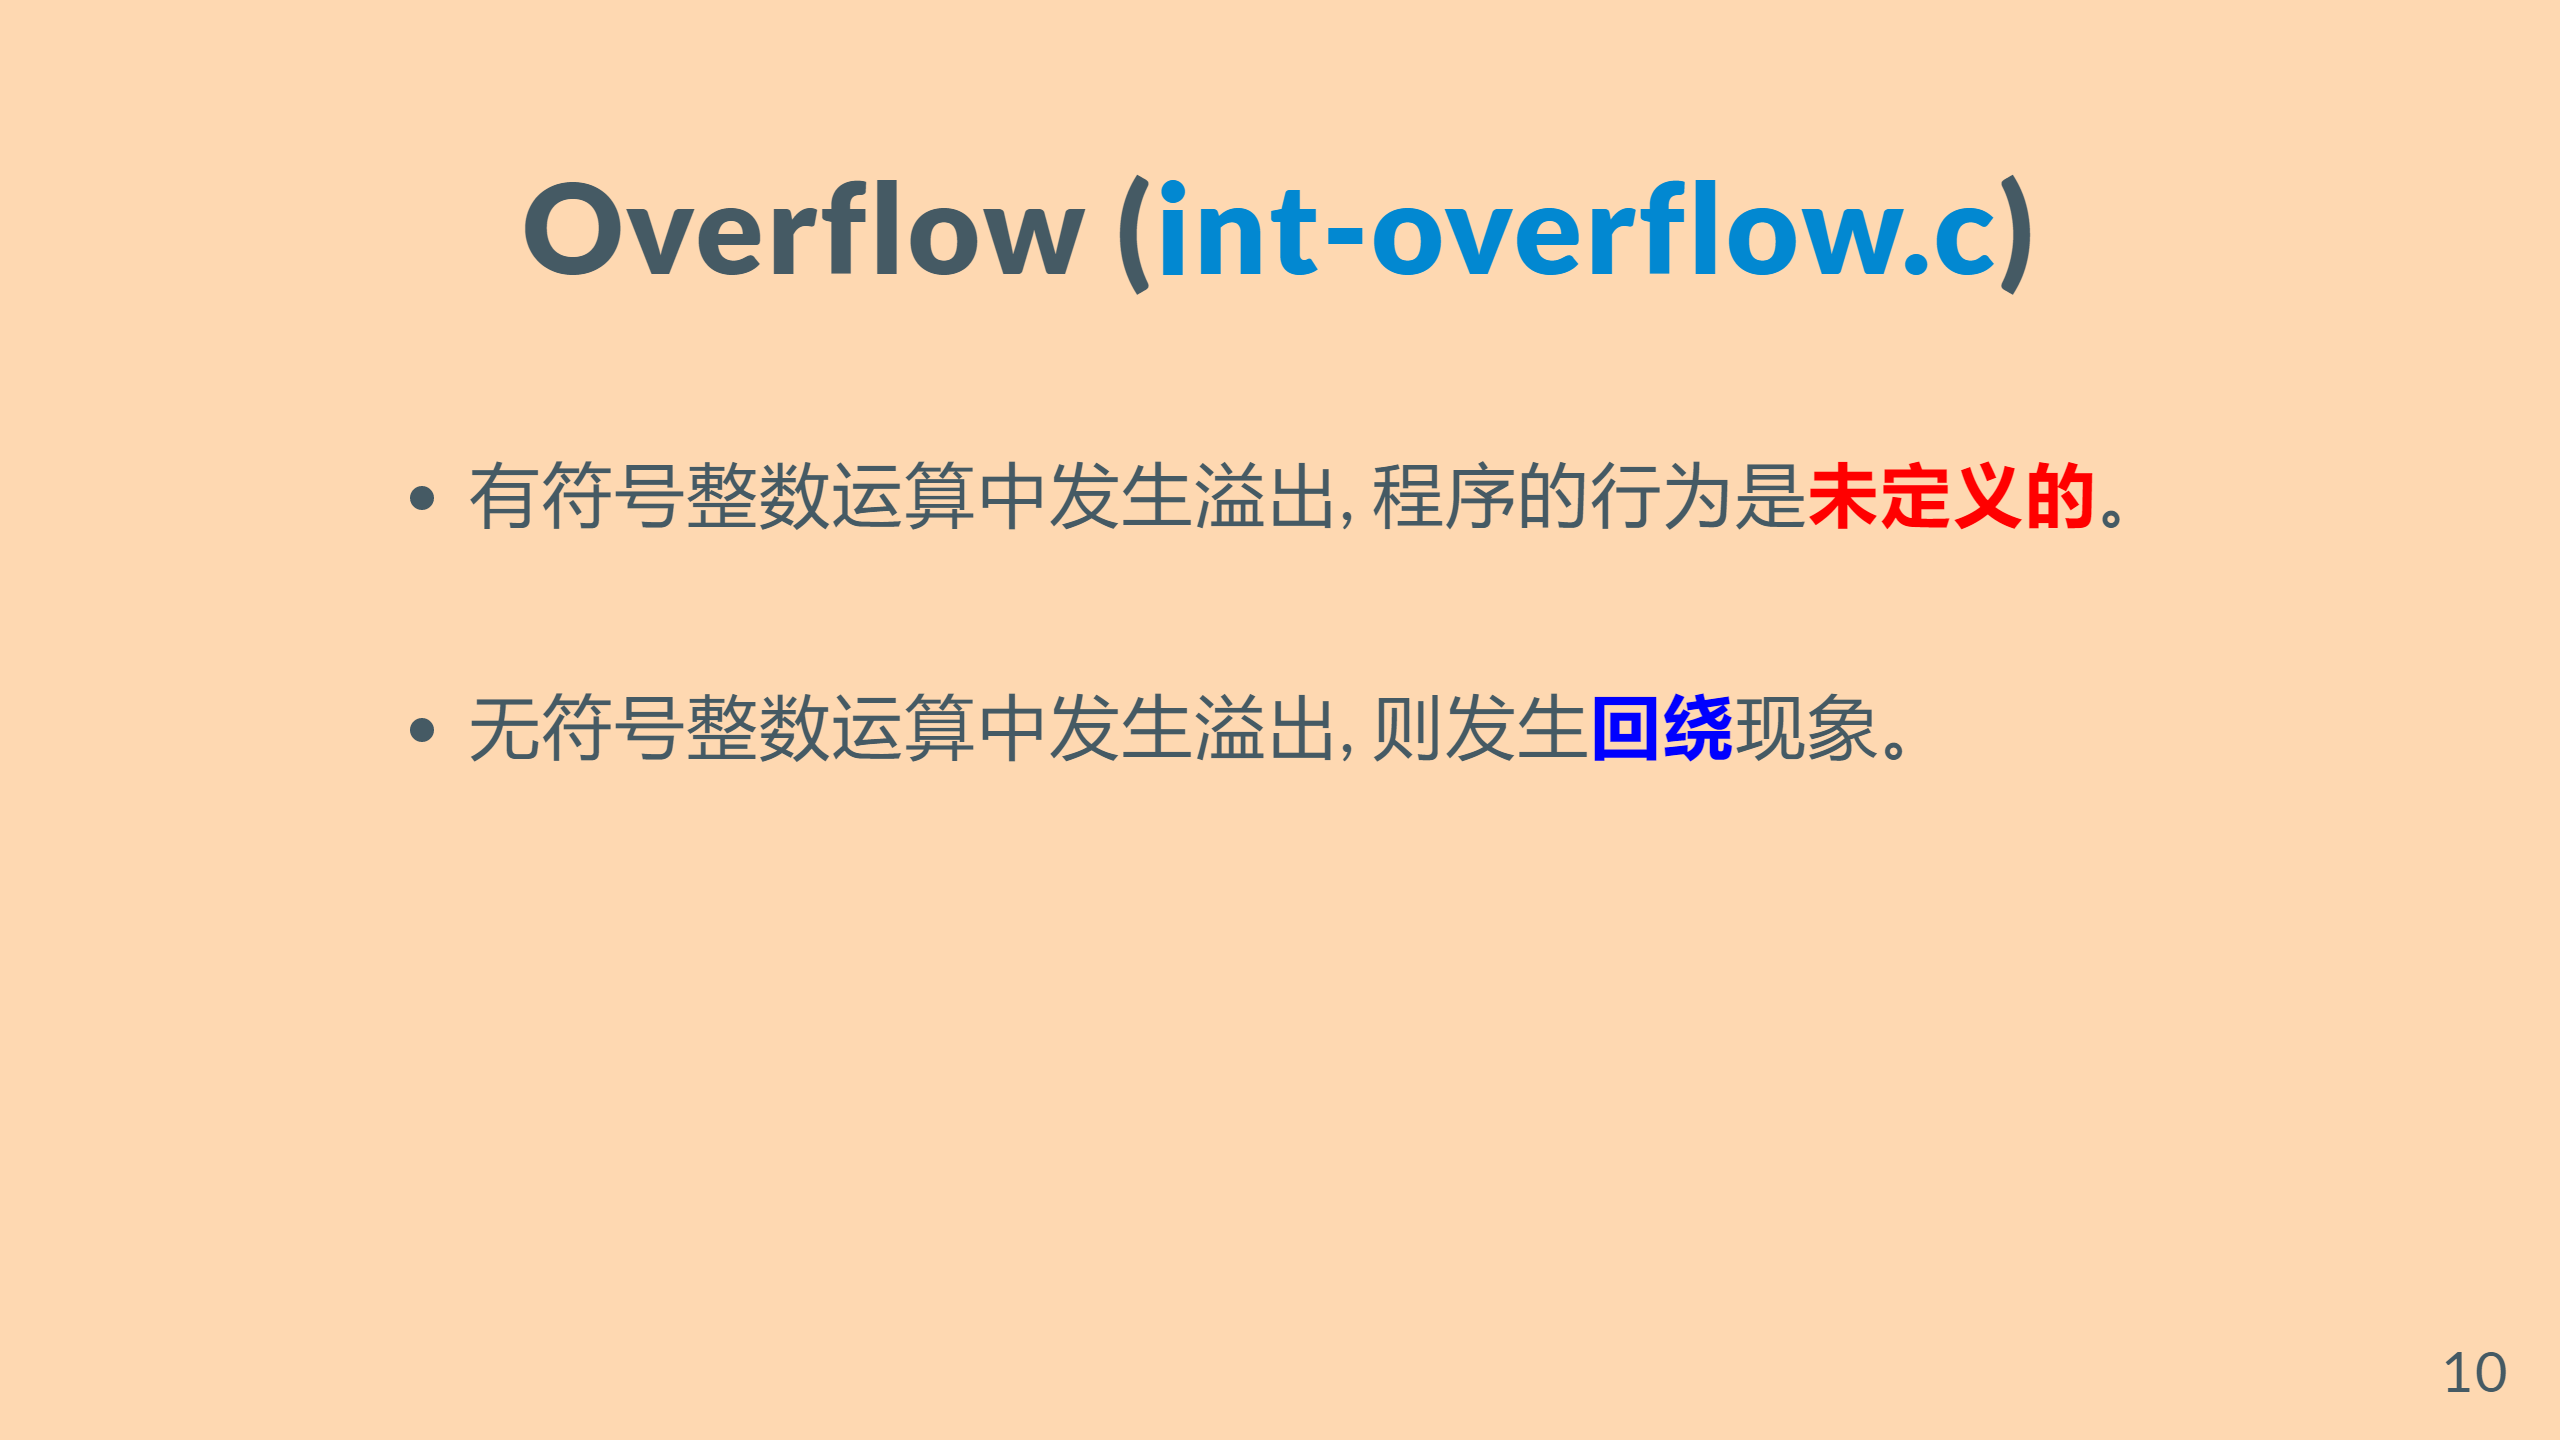 Overflow (int-overflow.c)
• 有符号整数运算中发生溢出, 程序的行为是未定义的。
• 无符号整数运算中发生溢出, 则发生回绕现象。
10